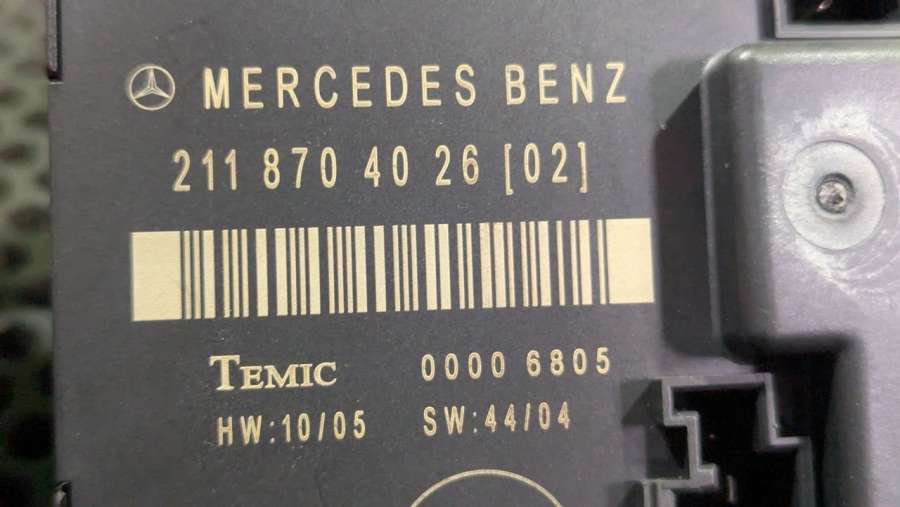 MERCEDES BENZ
211 870 40 26 [02]
TEMIC 0000 6805
HW:10/05 SW:44/04